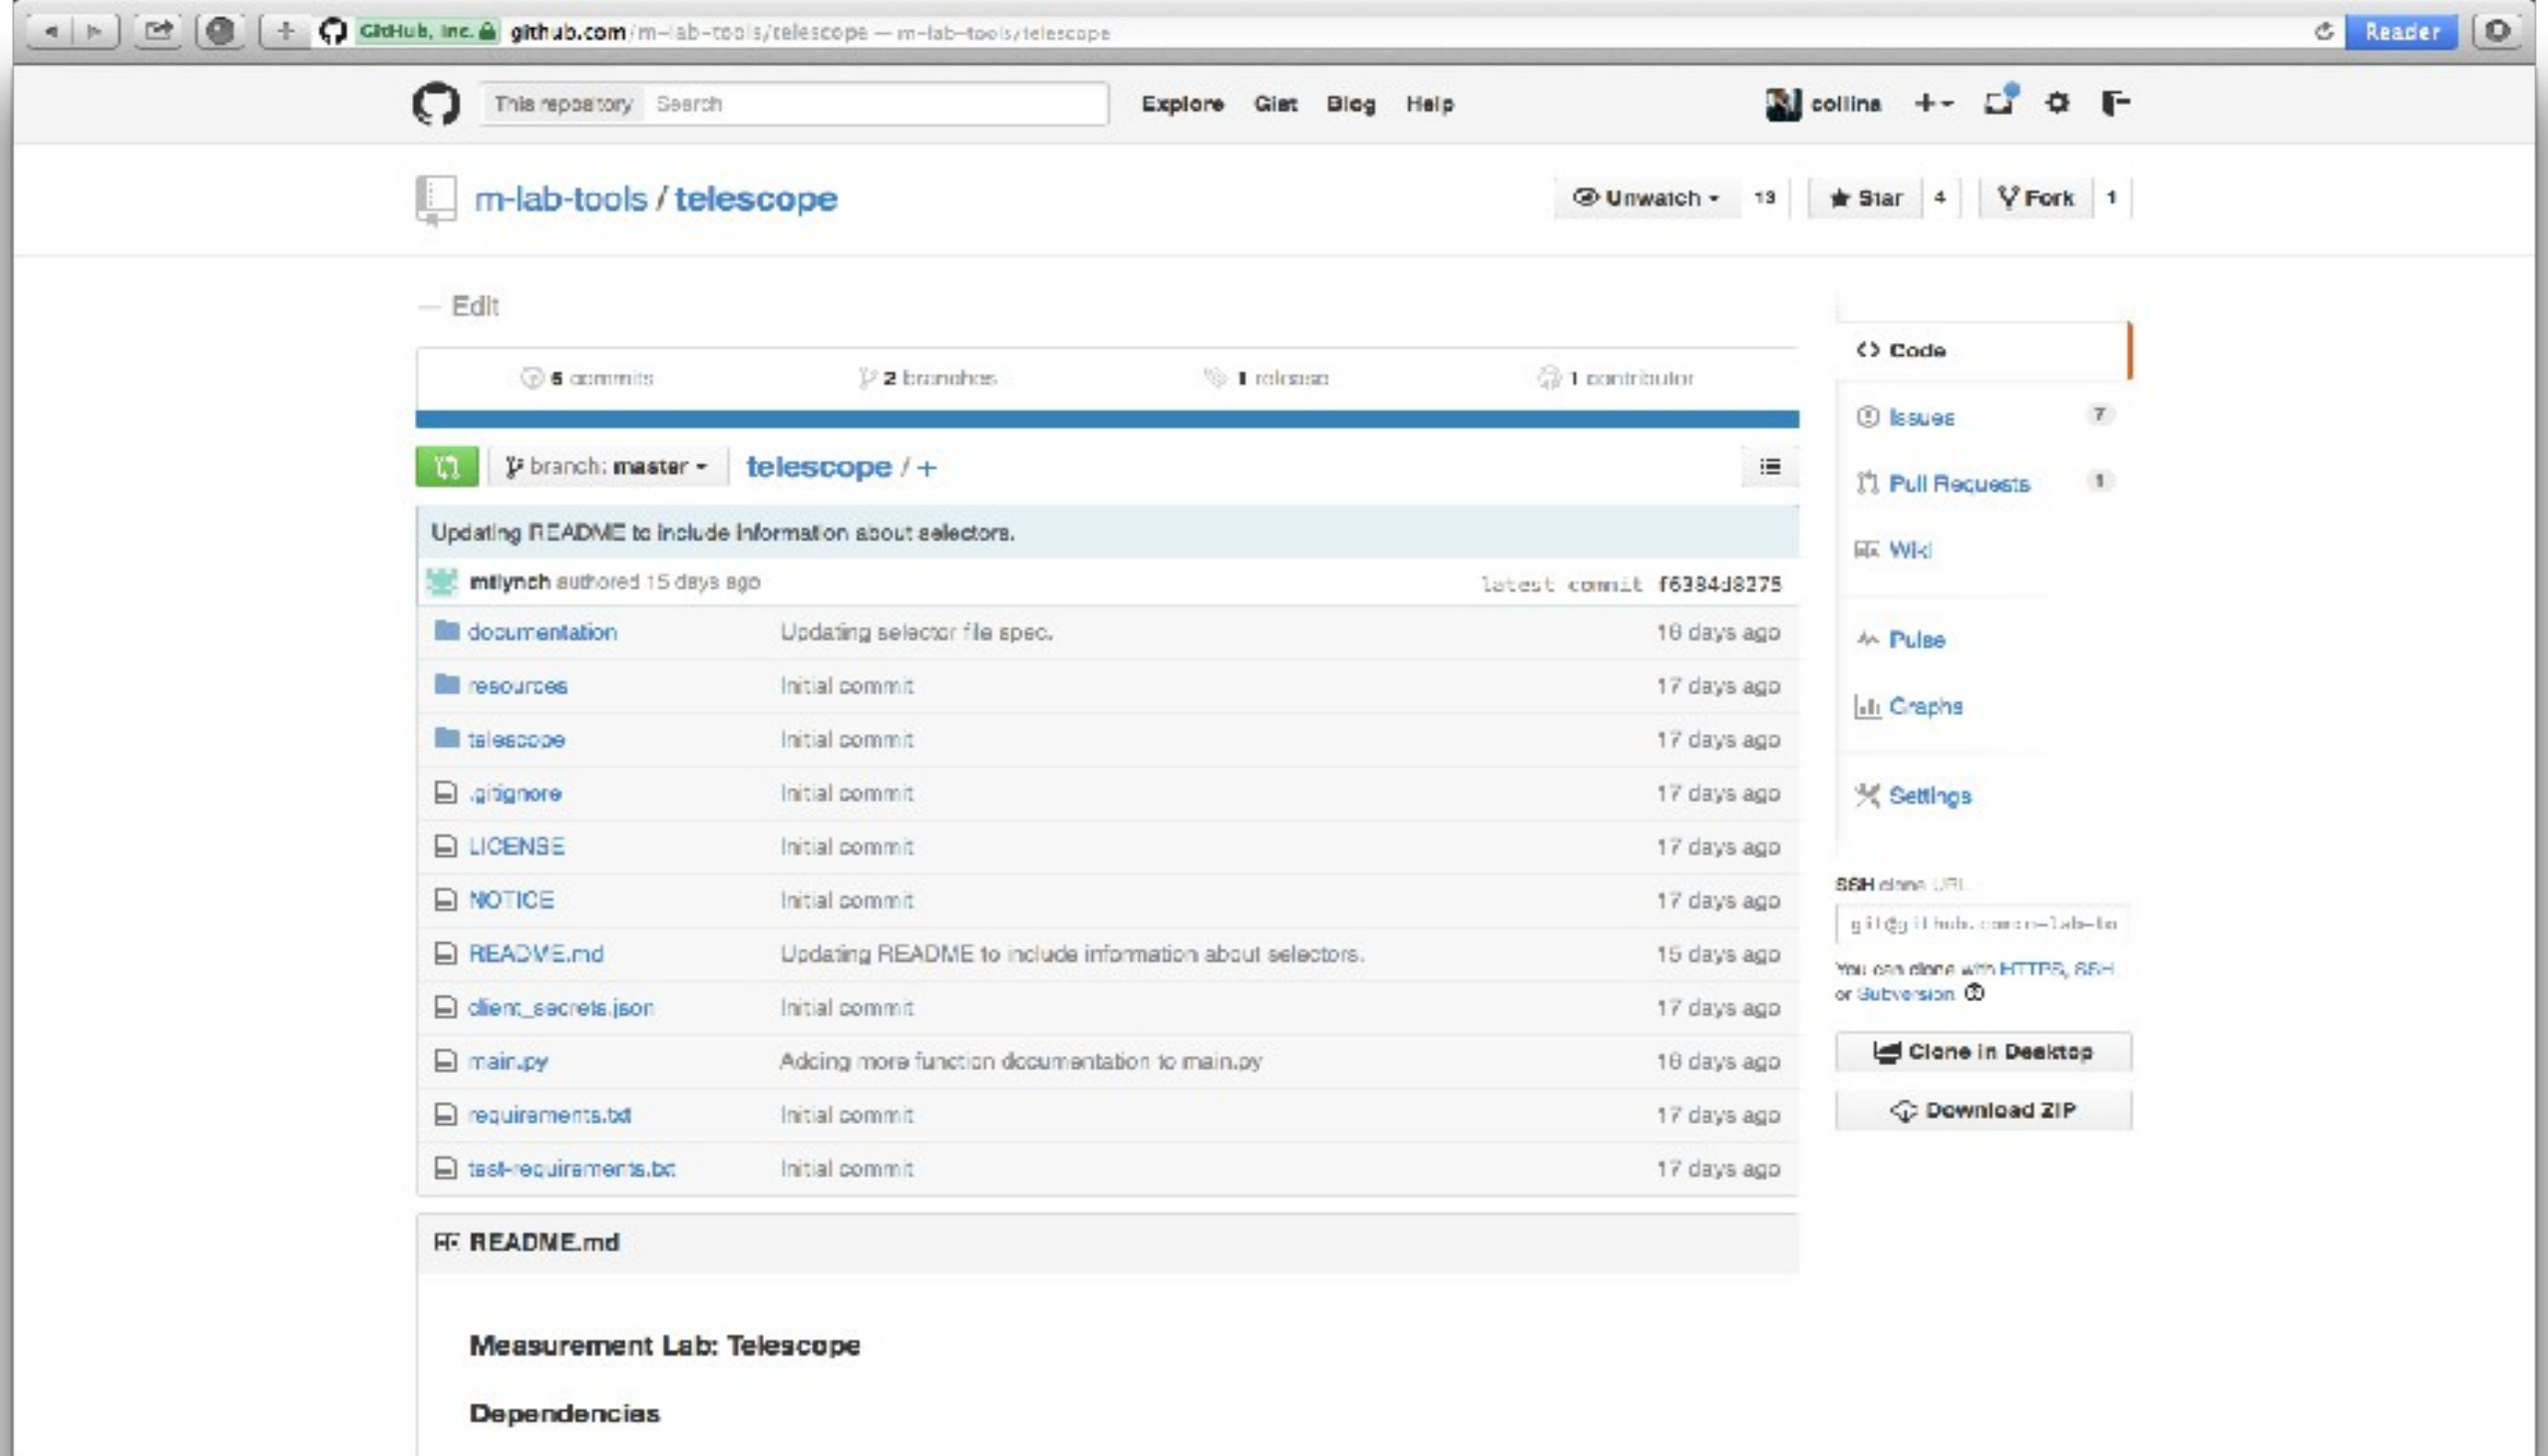 GitHub, Inc. github.com/m-lab-tools/telescope — m-lab-tools/telescope Reader
This repository Search Explore Gist Blog Help collina
m-lab-tools / telescope Unwatch 13 Star 4 Fork 1
— Edit
commits 2 branches 1 release 1 contributor
branch: master telescope / +
Updating README to include information about selectors.
mtlynch authored 15 days ago latest commit f6384d8275
documentation Updating selector file spec. 16 days ago
resources Initial commit 17 days ago
telescope Initial commit 17 days ago
.gitignore Initial commit 17 days ago
LICENSE Initial commit 17 days ago
NOTICE Initial commit 17 days ago
README.md Updating README to include information about selectors. 15 days ago
client_secrets.json Initial commit 17 days ago
main.py Adding more function documentation to main.py 16 days ago
requirements.txt Initial commit 17 days ago
test-requirements.txt Initial commit 17 days ago
README.md
Measurement Lab: Telescope
Dependencies
Code
Issues 7
Pull Requests 1
Wiki
Pulse
Graphs
Settings
SSH clone URL
git@github.com:m-lab-to
You can clone with HTTPS, SSH,
or Subversion.
Clone in Desktop
Download ZIP